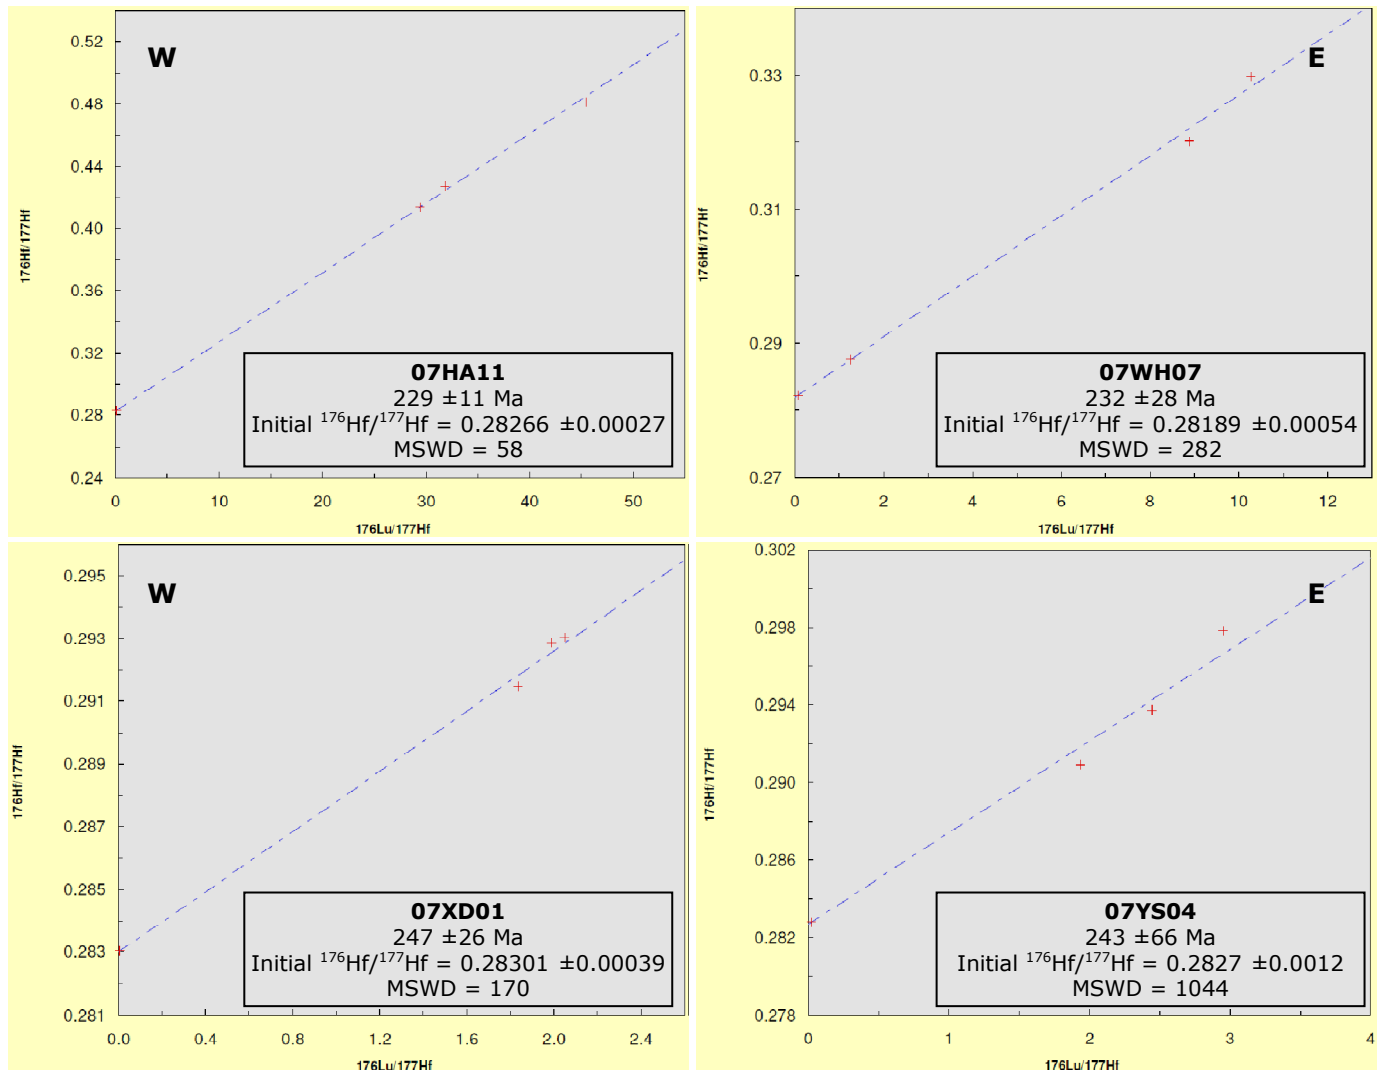 W
0.52
0.48
0.44
0.40
0.36
0.32
0.28
0.24
176Hf/177Hf
0 10 20 30 40 50
176Lu/177Hf
07HA11
229 ±11 Ma
Initial ¹⁷⁶Hf/¹⁷⁷Hf = 0.28266 ±0.00027
MSWD = 58
E
0.33
0.31
0.29
0.27
176Hf/177Hf
0 2 4 6 8 10 12
176Lu/177Hf
07WH07
232 ±28 Ma
Initial ¹⁷⁶Hf/¹⁷⁷Hf = 0.28189 ±0.00054
MSWD = 282
W
0.295
0.293
0.291
0.289
0.287
0.285
0.283
0.281
176Hf/177Hf
0.0 0.4 0.8 1.2 1.6 2.0 2.4
176Lu/177Hf
07XD01
247 ±26 Ma
Initial ¹⁷⁶Hf/¹⁷⁷Hf = 0.28301 ±0.00039
MSWD = 170
E
0.302
0.298
0.294
0.290
0.286
0.282
0.278
176Hf/177Hf
0 1 2 3 4
176Lu/177Hf
07YS04
243 ±66 Ma
Initial ¹⁷⁶Hf/¹⁷⁷Hf = 0.2827 ±0.0012
MSWD = 1044